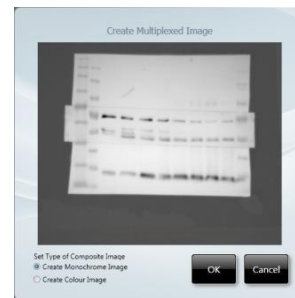 Create Multiplexed Image
Set Type of Composite Image
Create Monochrome Image
Create Colour Image
OK
Cancel